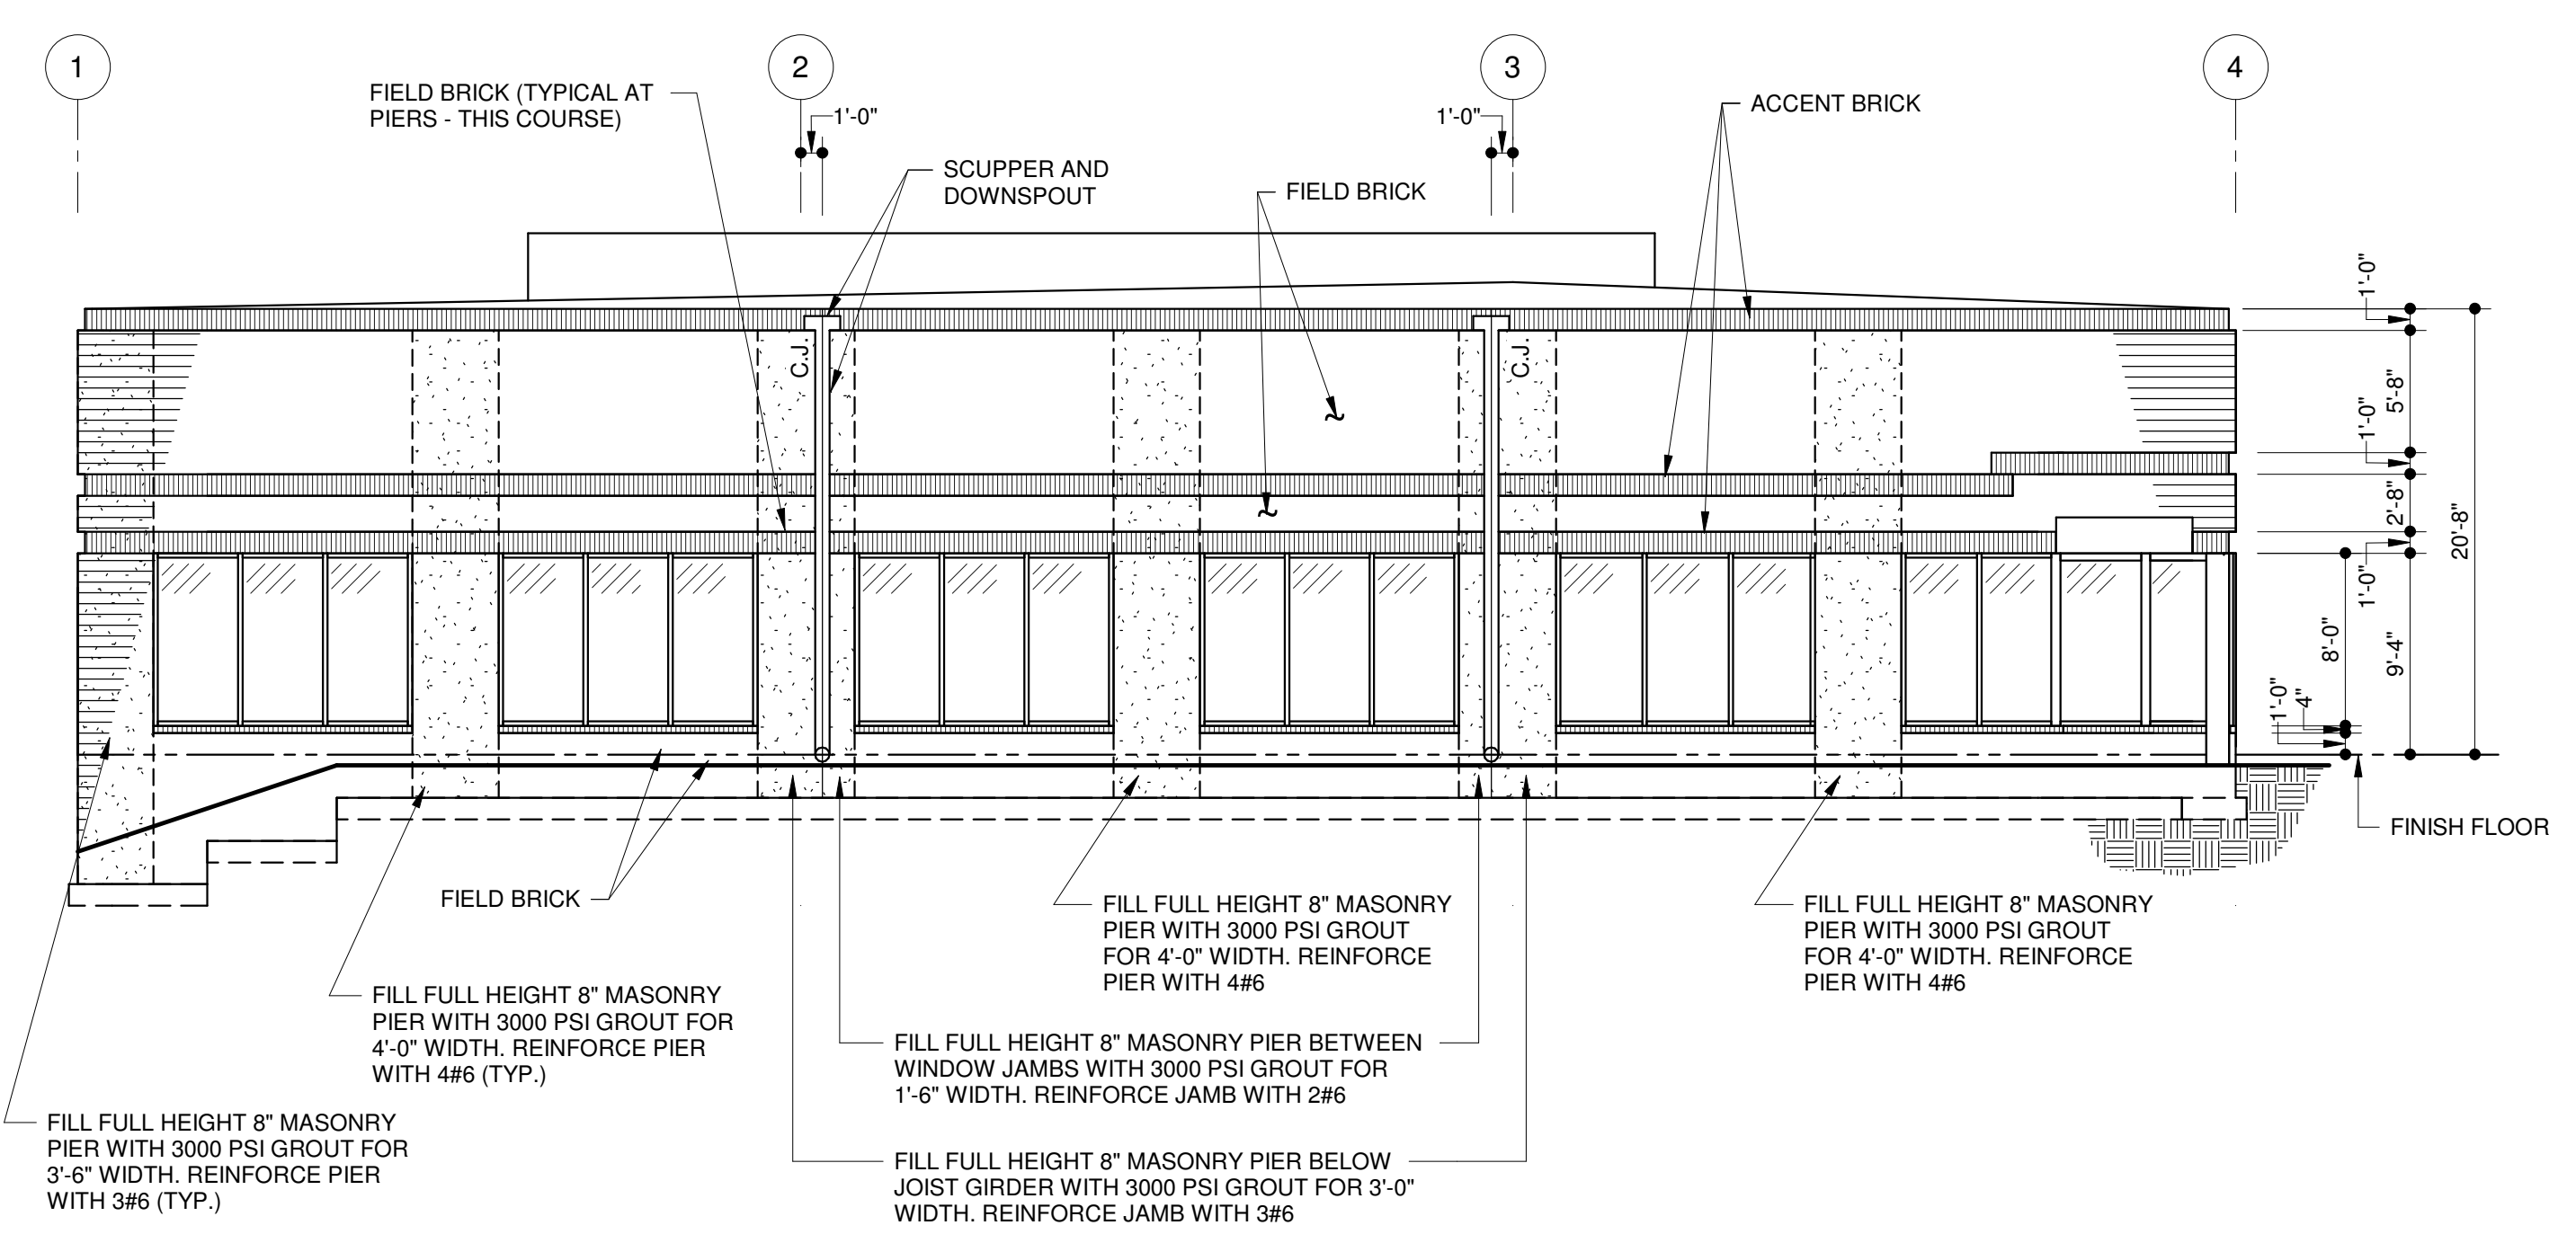 1
2
3
4
FIELD BRICK (TYPICAL AT
PIERS - THIS COURSE)
1'-0"
1'-0"
ACCENT BRICK
SCUPPER AND
DOWNSPOUT
FIELD BRICK
C.J.
C.J.
1'-0"
5'-8"
1'-0"
2'-8"
1'-0"
20'-8"
8'-0"
9'-4"
1'-0"
4"
FINISH FLOOR
FIELD BRICK
FILL FULL HEIGHT 8" MASONRY
PIER WITH 3000 PSI GROUT
FOR 4'-0" WIDTH. REINFORCE
PIER WITH 4#6
FILL FULL HEIGHT 8" MASONRY
PIER WITH 3000 PSI GROUT
FOR 4'-0" WIDTH. REINFORCE
PIER WITH 4#6
FILL FULL HEIGHT 8" MASONRY
PIER WITH 3000 PSI GROUT FOR
4'-0" WIDTH. REINFORCE PIER
WITH 4#6 (TYP.)
FILL FULL HEIGHT 8" MASONRY PIER BETWEEN
WINDOW JAMBS WITH 3000 PSI GROUT FOR
1'-6" WIDTH. REINFORCE JAMB WITH 2#6
FILL FULL HEIGHT 8" MASONRY
PIER WITH 3000 PSI GROUT FOR
3'-6" WIDTH. REINFORCE PIER
WITH 3#6 (TYP.)
FILL FULL HEIGHT 8" MASONRY PIER BELOW
JOIST GIRDER WITH 3000 PSI GROUT FOR 3'-0"
WIDTH. REINFORCE JAMB WITH 3#6